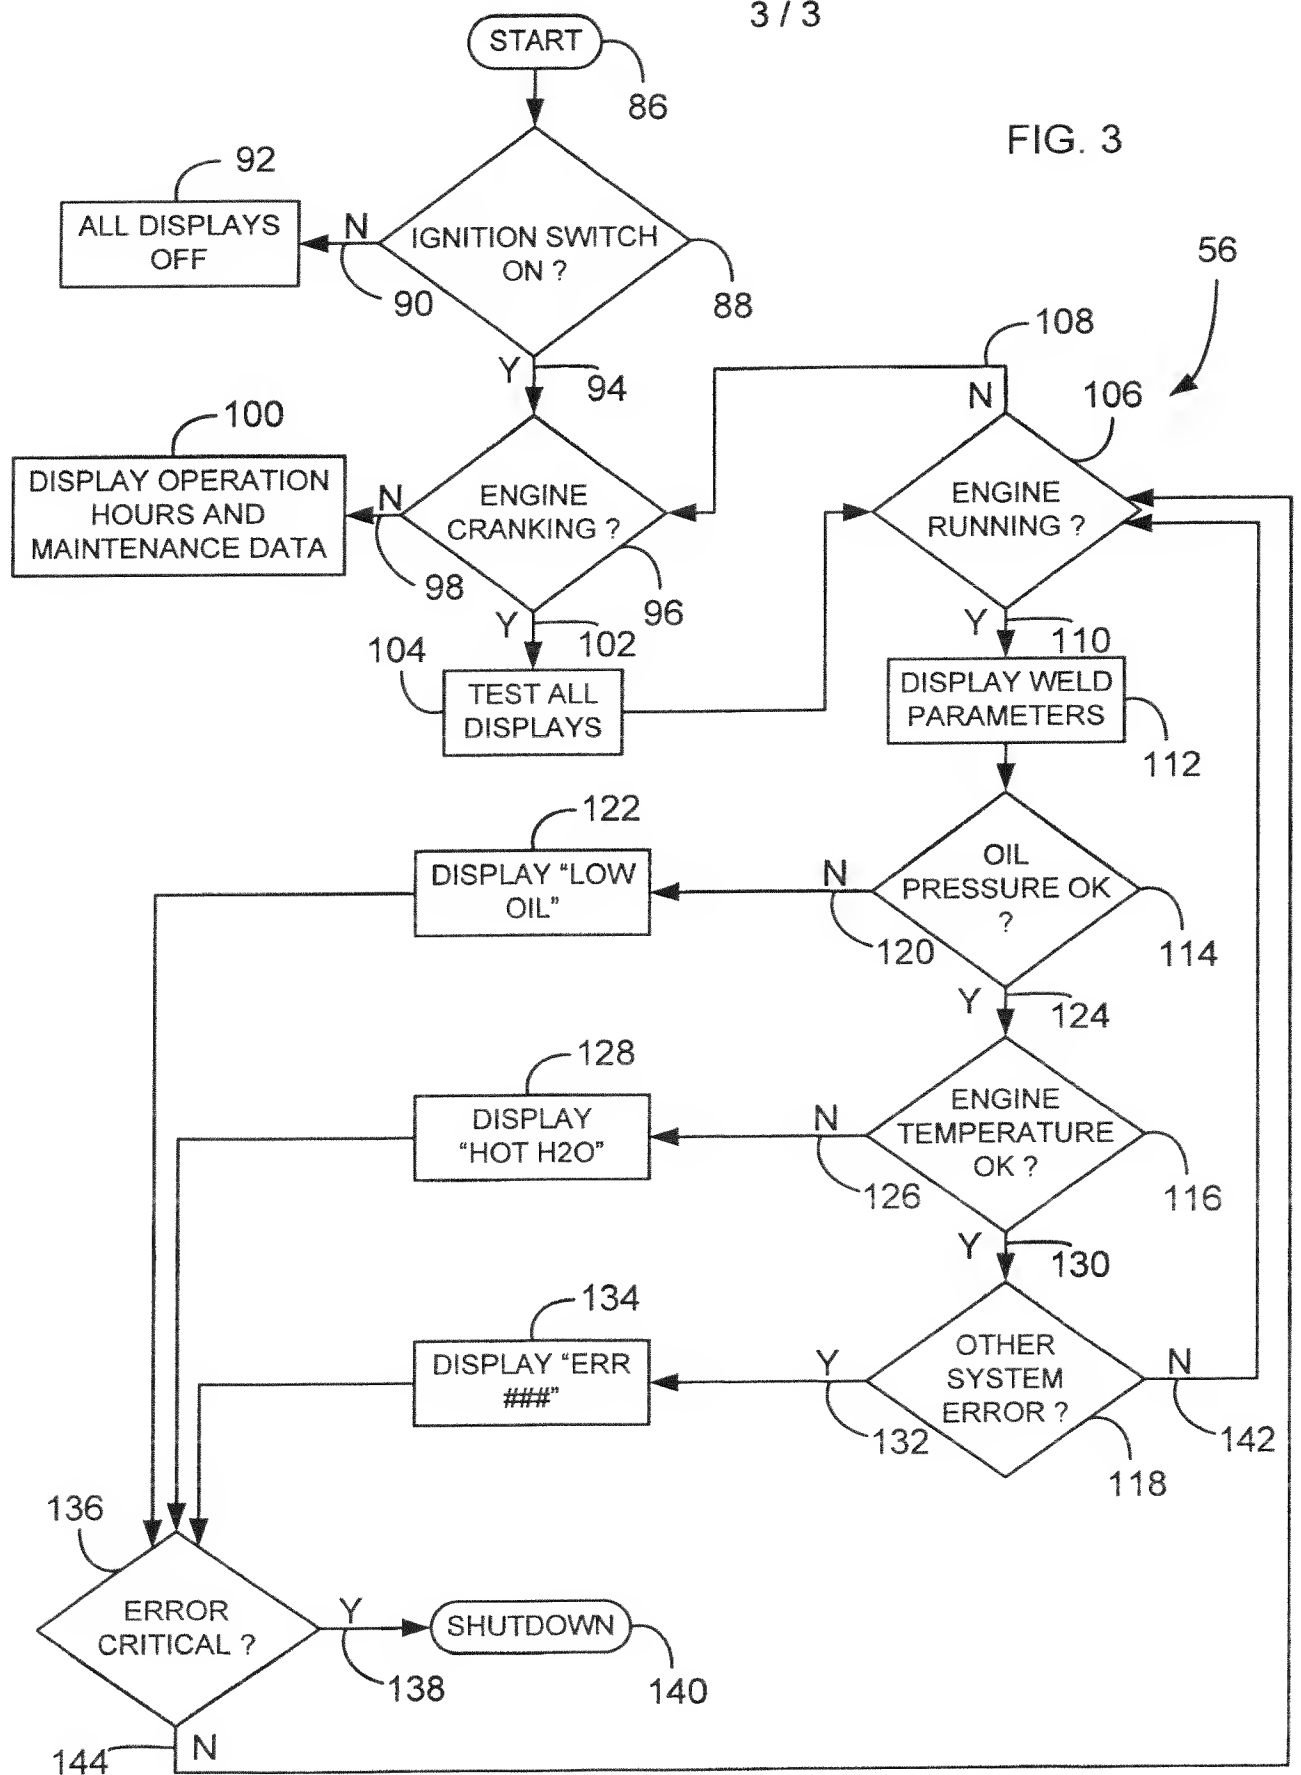 3 / 3
START
86
FIG. 3
92
ALL DISPLAYS
OFF
N
90
IGNITION SWITCH
ON ?
88
56
Y
94
108
N
106
100
DISPLAY OPERATION
HOURS AND
MAINTENANCE DATA
N
98
ENGINE
CRANKING ?
96
ENGINE
RUNNING ?
Y
102
Y
110
104
TEST ALL
DISPLAYS
DISPLAY WELD
PARAMETERS
112
122
DISPLAY “LOW
OIL”
N
120
OIL
PRESSURE OK
?
114
Y
124
128
DISPLAY
“HOT H2O”
N
126
ENGINE
TEMPERATURE
OK ?
116
Y
130
134
DISPLAY “ERR
###”
Y
132
OTHER
SYSTEM
ERROR ?
N
142
118
136
ERROR
CRITICAL ?
Y
138
SHUTDOWN
140
144
N